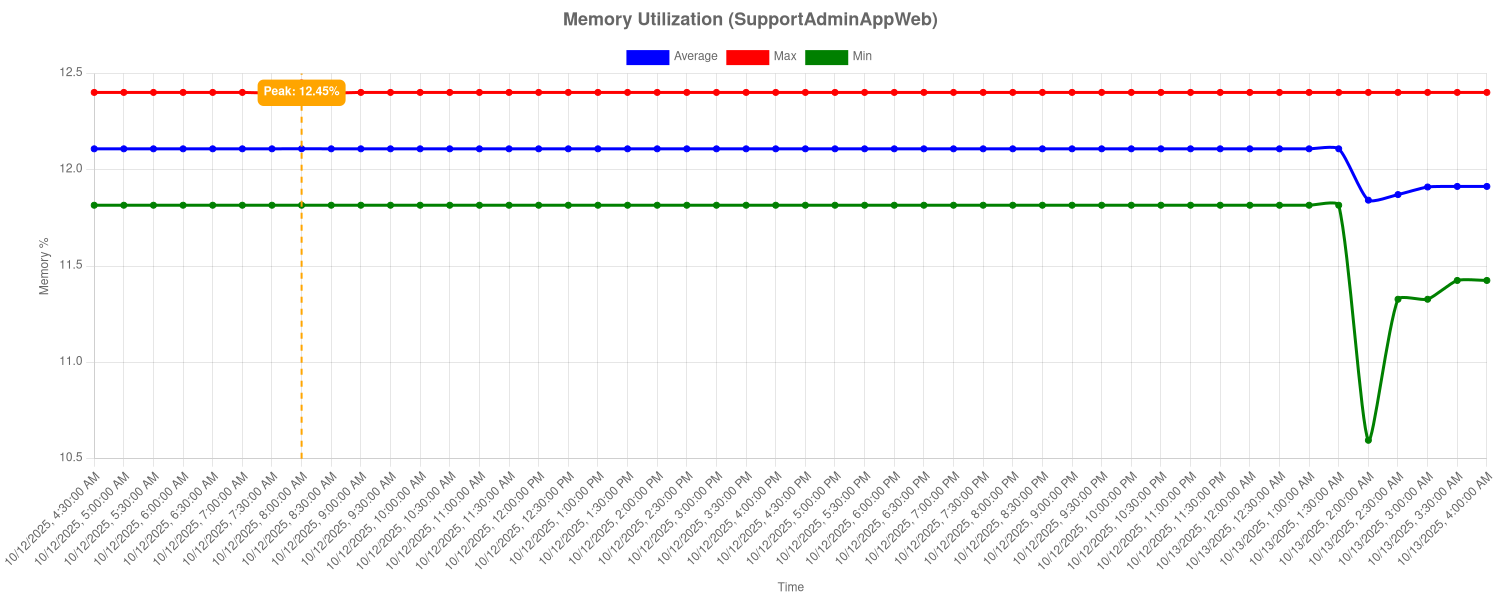 Memory Utilization (SupportAdminAppWeb)
Average Max Min
12.5
Peak: 12.45%
12.0
11.5
11.0
10.5
Memory %
10/12/2025, 4:30:00 AM
10/12/2025, 5:00:00 AM
10/12/2025, 5:30:00 AM
10/12/2025, 6:00:00 AM
10/12/2025, 6:30:00 AM
10/12/2025, 7:00:00 AM
10/12/2025, 7:30:00 AM
10/12/2025, 8:00:00 AM
10/12/2025, 8:30:00 AM
10/12/2025, 9:00:00 AM
10/12/2025, 9:30:00 AM
10/12/2025, 10:00:00 AM
10/12/2025, 10:30:00 AM
10/12/2025, 11:00:00 AM
10/12/2025, 11:30:00 AM
10/12/2025, 12:00:00 PM
10/12/2025, 12:30:00 PM
10/12/2025, 1:00:00 PM
10/12/2025, 1:30:00 PM
10/12/2025, 2:00:00 PM
10/12/2025, 2:30:00 PM
10/12/2025, 3:00:00 PM
10/12/2025, 3:30:00 PM
10/12/2025, 4:00:00 PM
10/12/2025, 4:30:00 PM
10/12/2025, 5:00:00 PM
10/12/2025, 5:30:00 PM
10/12/2025, 6:00:00 PM
10/12/2025, 6:30:00 PM
10/12/2025, 7:00:00 PM
10/12/2025, 7:30:00 PM
10/12/2025, 8:00:00 PM
10/12/2025, 8:30:00 PM
10/12/2025, 9:00:00 PM
10/12/2025, 9:30:00 PM
10/12/2025, 10:00:00 PM
10/12/2025, 10:30:00 PM
10/12/2025, 11:00:00 PM
10/12/2025, 11:30:00 PM
10/13/2025, 12:00:00 AM
10/13/2025, 12:30:00 AM
10/13/2025, 1:00:00 AM
10/13/2025, 1:30:00 AM
10/13/2025, 2:00:00 AM
10/13/2025, 2:30:00 AM
10/13/2025, 3:00:00 AM
10/13/2025, 3:30:00 AM
10/13/2025, 4:00:00 AM
Time